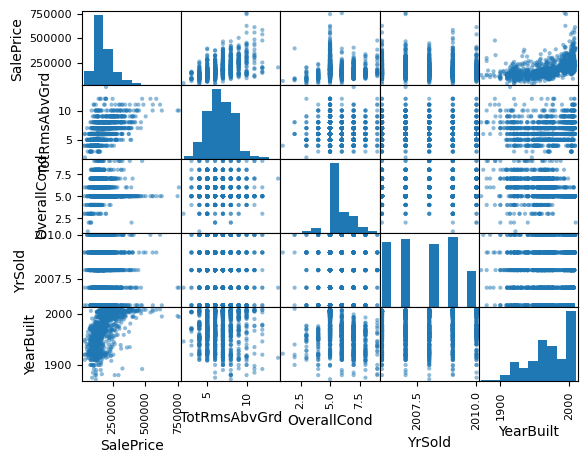 750000
500000
250000
SalePrice
10
5
TotRmsAbvGrd
7.5
5.0
2.5
OverallCond
2010.0
2007.5
YrSold
2000
1900
YearBuilt
250000
500000
750000
SalePrice
5
10
TotRmsAbvGrd
2.5
5.0
7.5
OverallCond
2007.5
2010.0
YrSold
1900
2000
YearBuilt